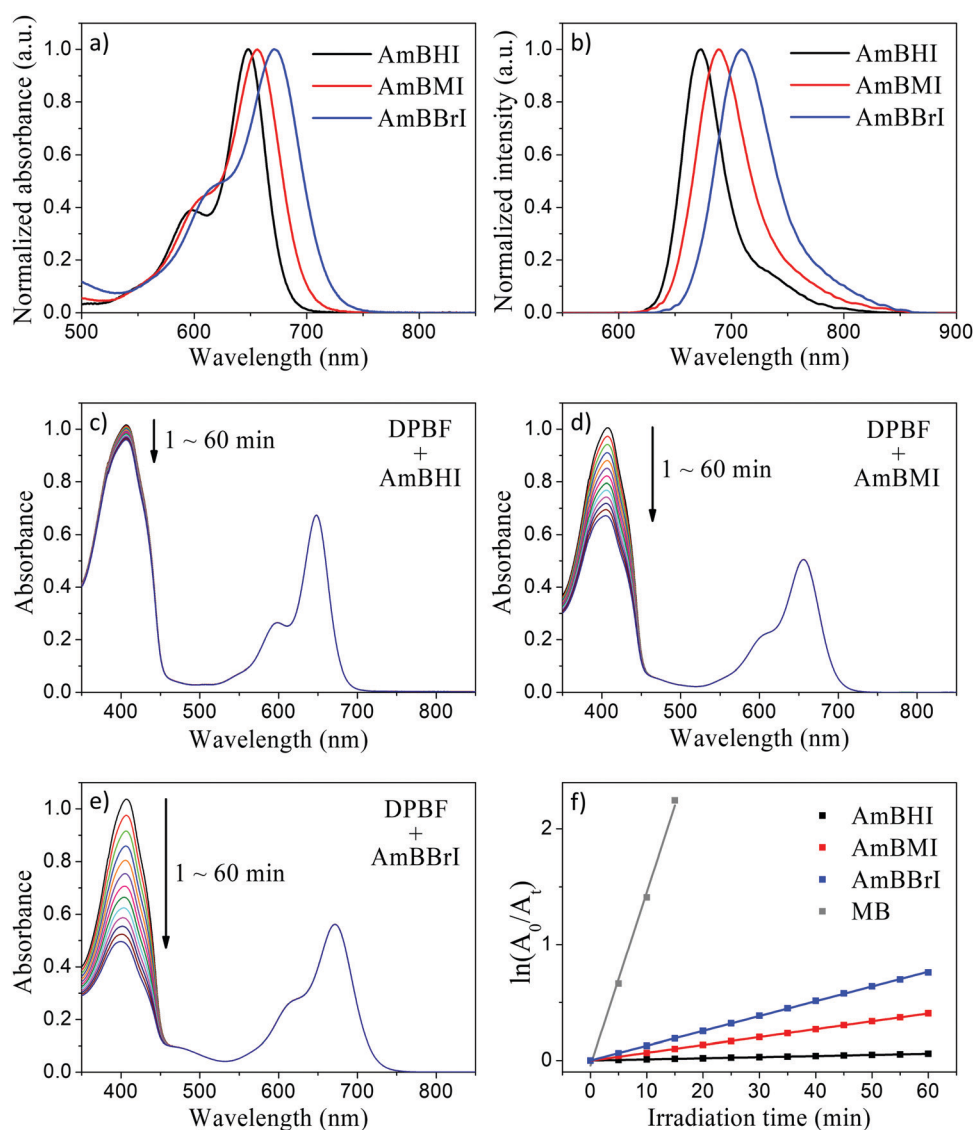 a)
AmBHI
AmBMI
AmBBrI
Normalized absorbance (a.u.)
1.0
0.8
0.6
0.4
0.2
0.0
500 600 700 800
Wavelength (nm)
b)
AmBHI
AmBMI
AmBBrI
Normalized intensity (a.u.)
1.0
0.8
0.6
0.4
0.2
0.0
600 700 800 900
Wavelength (nm)
c)
1 ~ 60 min
DPBF
+
AmBHI
Absorbance
1.0
0.8
0.6
0.4
0.2
0.0
400 500 600 700 800
Wavelength (nm)
d)
1 ~ 60 min
DPBF
+
AmBMI
Absorbance
1.0
0.8
0.6
0.4
0.2
0.0
400 500 600 700 800
Wavelength (nm)
e)
1 ~ 60 min
DPBF
+
AmBBrI
Absorbance
1.0
0.8
0.6
0.4
0.2
0.0
400 500 600 700 800
Wavelength (nm)
f)
AmBHI
AmBMI
AmBBrI
MB
ln(A₀/Aₜ)
2
1
0
0 10 20 30 40 50 60
Irradiation time (min)